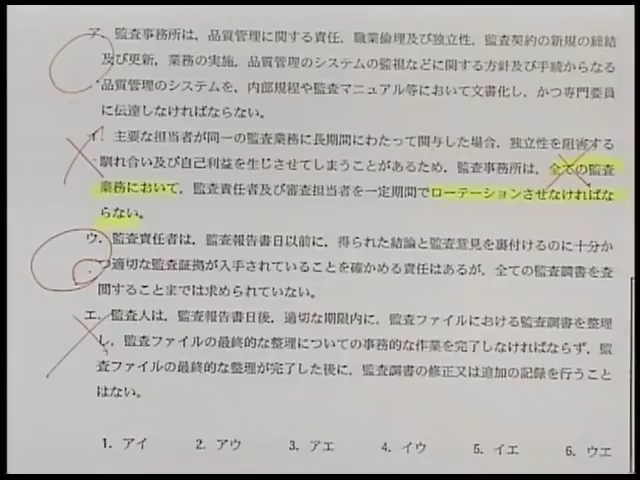 ア．監査事務所は，品質管理に関する責任，職業倫理及び独立性，監査契約の新規の締結
及び更新，業務の実施，品質管理のシステムの監視などに関する方針及び手続からなる
品質管理のシステムを，内部規程や監査マニュアル等において文書化し，かつ専門要員
に伝達しなければならない。
イ．主要な担当者が同一の監査業務に長期間にわたって関与した場合，独立性を阻害する
馴れ合い及び自己利益を生じさせてしまうことがあるため，監査事務所は，全ての監査
業務において，監査責任者及び審査担当者を一定期間でローテーションさせなければな
らない。
ウ．監査責任者は，監査報告書日以前に，得られた結論と監査意見を裏付けるのに十分か
つ適切な監査証拠が入手されていることを確かめる責任はあるが，全ての監査調書を査
閲することまでは求められていない。
エ．監査人は，監査報告書日後，適切な期限内に，監査ファイルにおける監査調書を整理
し，監査ファイルの最終的な整理についての事務的な作業を完了しなければならず，監
査ファイルの最終的な整理が完了した後に，監査調書の修正又は追加の記録を行うこと
はない。
1．アイ 2．アウ 3．アエ 4．イウ 5．イエ 6．ウエ